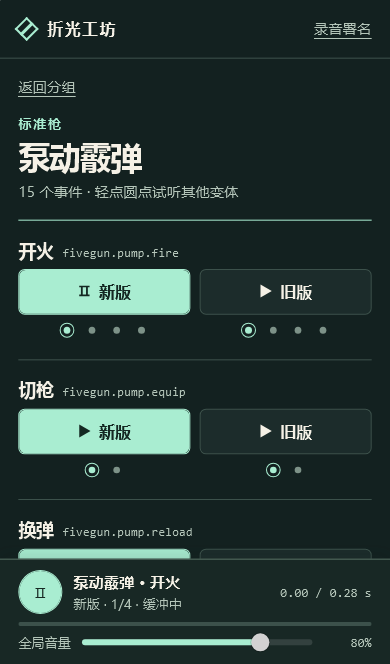 折光工坊
录音署名
返回分组
标准枪
泵动霰弹
15 个事件 · 轻点圆点试听其他变体
开火 fivegun.pump.fire
新版 旧版
切枪 fivegun.pump.equip
新版 旧版
换弹 fivegun.pump.reload
泵动霰弹 · 开火
新版 · 1/4 · 缓冲中
0.00 / 0.28 s
全局音量 80%